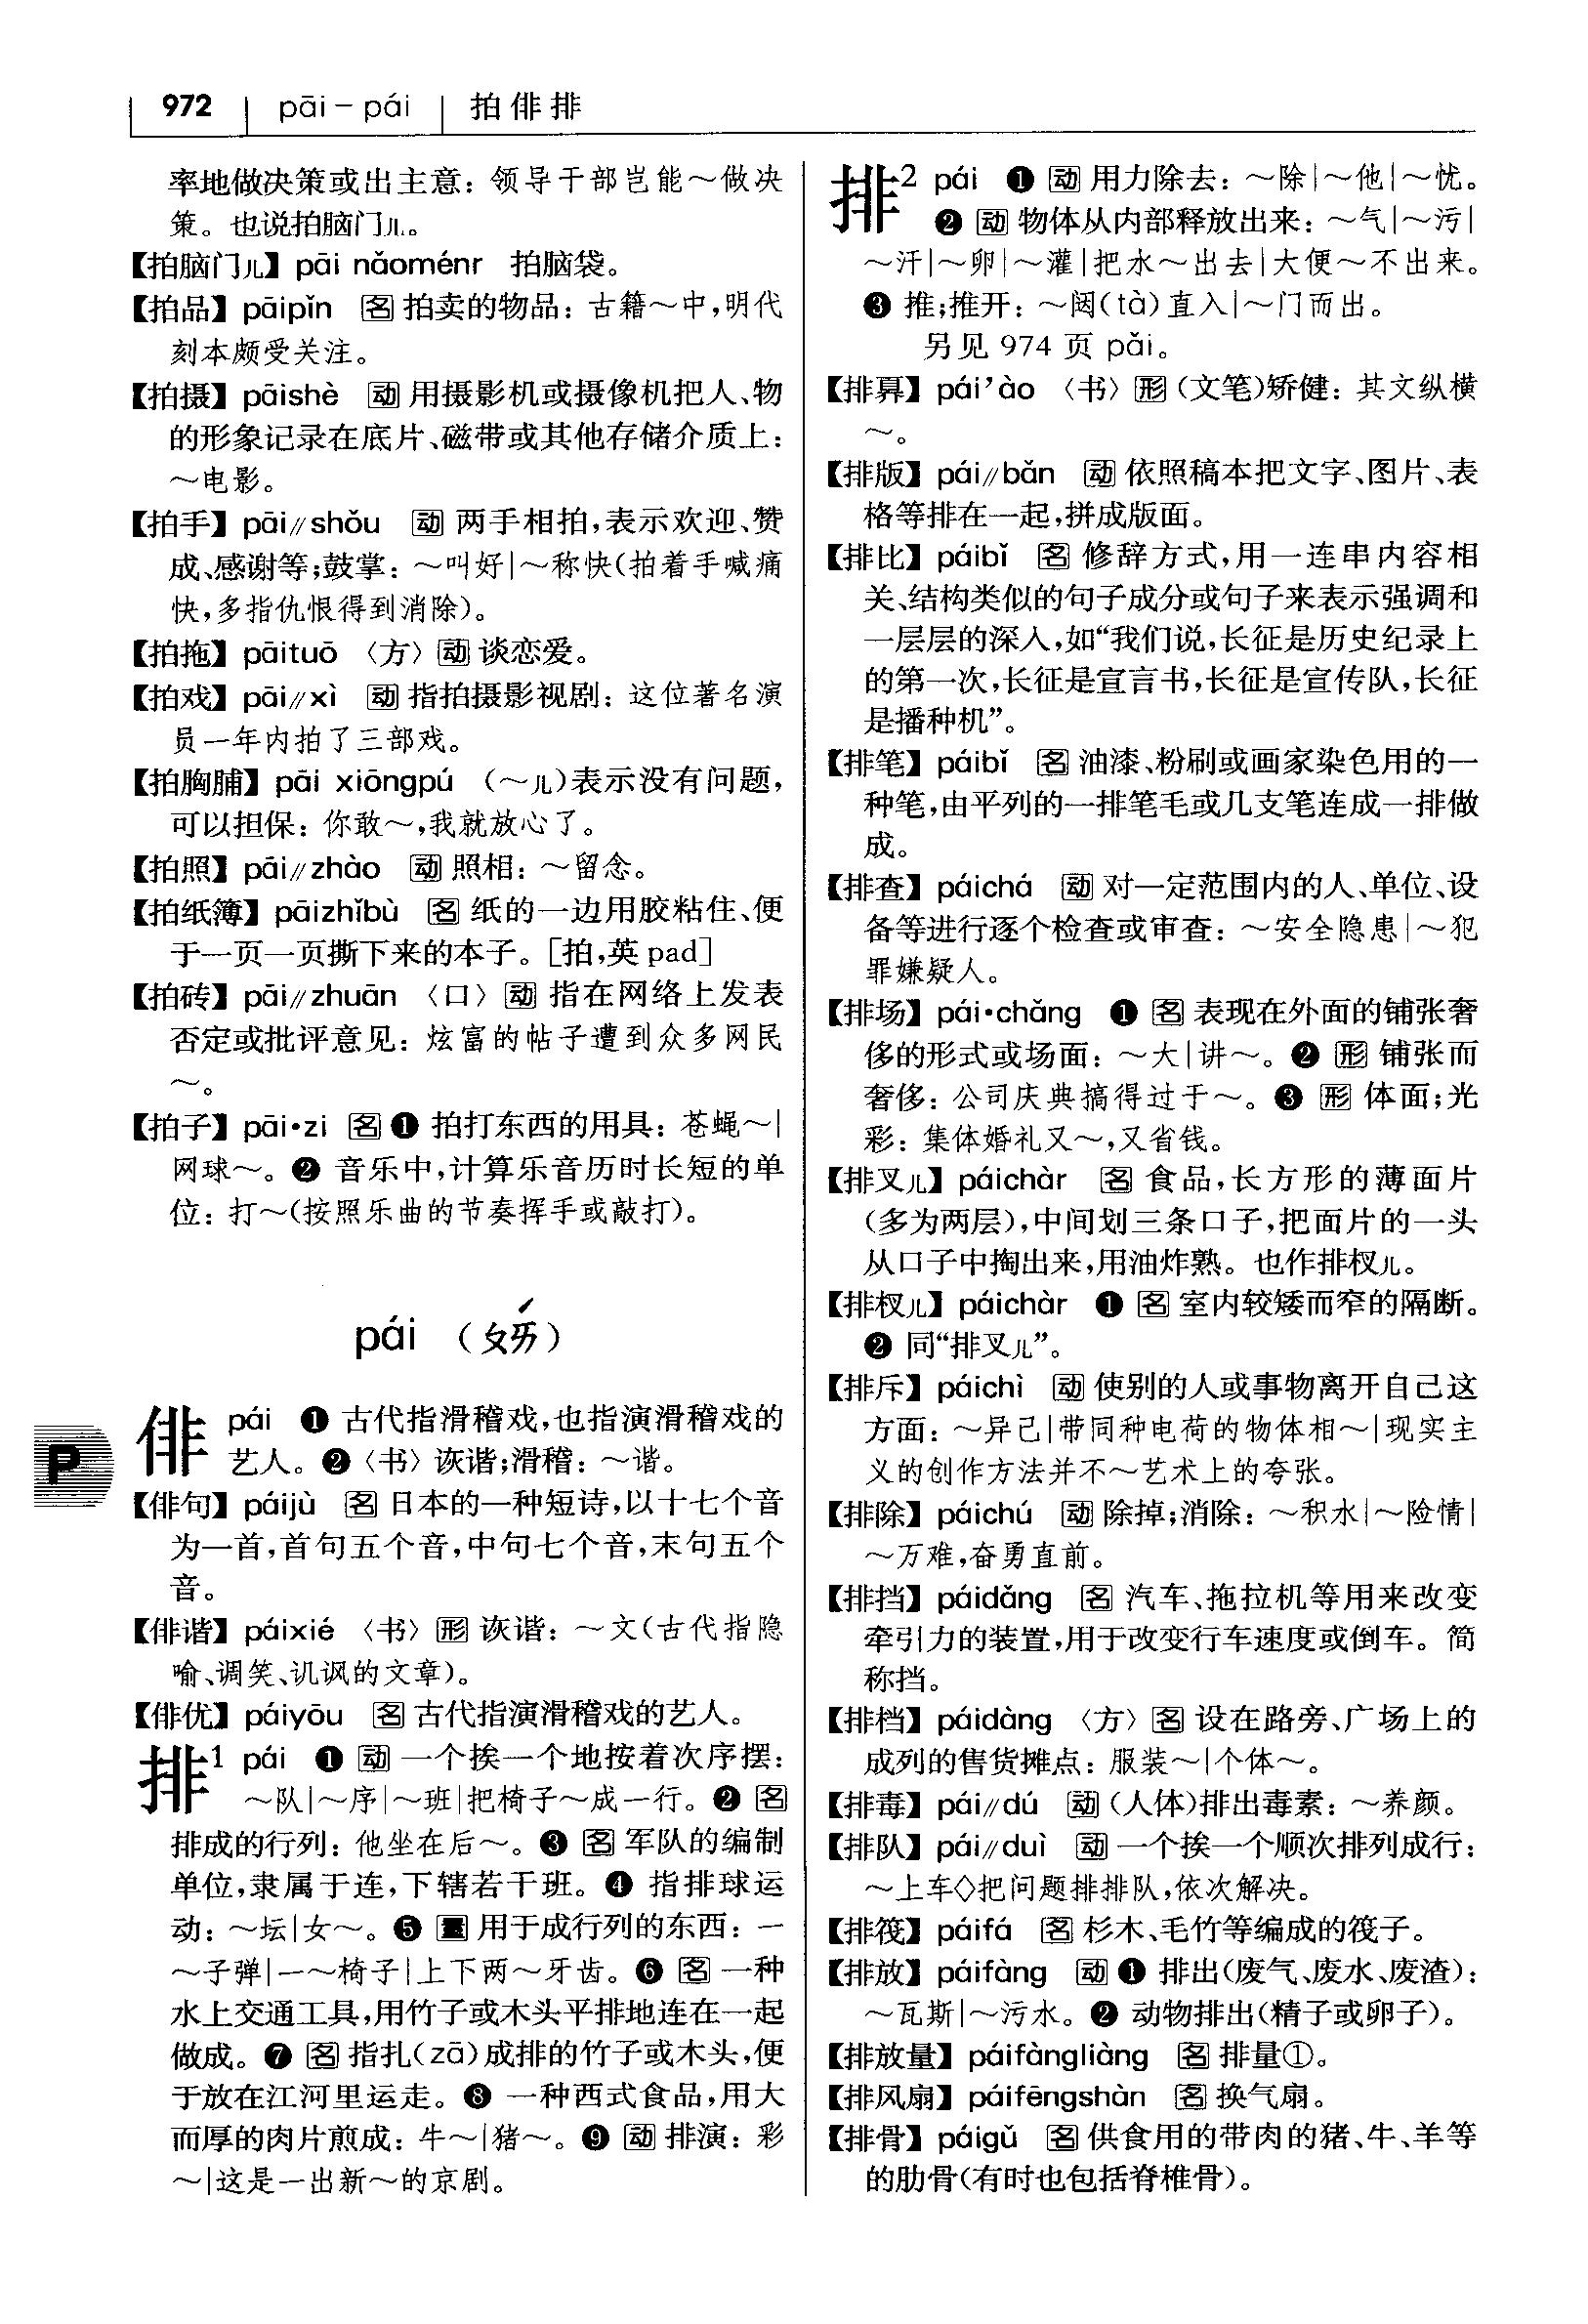 972 pāi – pái 拍俳排
率地做决策或出主意：领导干部岂能～做决
策。也说拍脑门儿。
【拍脑门儿】pāi nǎoménr 拍脑袋。
【拍品】pāipǐn 名 拍卖的物品：古籍～中，明代
刻本颇受关注。
【拍摄】pāishè 动 用摄影机或摄像机把人、物
的形象记录在底片、磁带或其他存储介质上：
～电影。
【拍手】pāi∥shǒu 动 两手相拍，表示欢迎、赞
成、感谢等；鼓掌：～叫好|～称快（拍着手喊痛
快，多指仇恨得到消除）。
【拍拖】pāituō 〈方〉动 谈恋爱。
【拍戏】pāi∥xì 动 指拍摄影视剧：这位著名演
员一年内拍了三部戏。
【拍胸脯】pāi xiōngpú （～儿）表示没有问题，
可以担保：你敢～，我就放心了。
【拍照】pāi∥zhào 动 照相：～留念。
【拍纸簿】pāizhǐbù 名 纸的一边用胶粘住、便
于一页一页撕下来的本子。［拍，英 pad］
【拍砖】pāi∥zhuān 〈口〉动 指在网络上发表
否定或批评意见：炫富的帖子遭到众多网民
～。
【拍子】pāi•zi 名 ❶ 拍打东西的用具：苍蝇～|
网球～。❷ 音乐中，计算乐音历时长短的单
位：打～（按照乐曲的节奏挥手或敲打）。
pái （ㄆㄞˊ）
俳 pái ❶ 古代指滑稽戏，也指演滑稽戏的
艺人。❷〈书〉诙谐；滑稽：～谐。
P
【俳句】páijù 名 日本的一种短诗，以十七个音
为一首，首句五个音，中句七个音，末句五个
音。
【俳谐】páixié 〈书〉形 诙谐：～文（古代指隐
喻、调笑、讥讽的文章）。
【俳优】páiyōu 名 古代指演滑稽戏的艺人。
排1 pái ❶ 动 一个挨一个地按着次序摆：
～队|～序|～班|把椅子～成一行。❷ 名
排成的行列：他坐在后～。❸ 名 军队的编制
单位，隶属于连，下辖若干班。❹ 指排球运
动：～坛|女～。❺ 量 用于成行列的东西：一
～子弹|一～椅子|上下两～牙齿。❻ 名 一种
水上交通工具，用竹子或木头平排地连在一起
做成。❼ 名 指扎（zā）成排的竹子或木头，便
于放在江河里运走。❽ 一种西式食品，用大
而厚的肉片煎成：牛～|猪～。❾ 动 排演：彩
～|这是一出新～的京剧。
排2 pái ❶ 动 用力除去：～除|～他|～忧。
❷ 动 物体从内部释放出来：～气|～污|
～汗|～卵|～灌|把水～出去|大便～不出来。
❸ 推；推开：～闼（tà）直入|～门而出。
另见 974 页 pǎi。
【排奡】pái’ào 〈书〉形（文笔）矫健：其文纵横
～。
【排版】pái∥bǎn 动 依照稿本把文字、图片、表
格等排在一起，拼成版面。
【排比】páibǐ 名 修辞方式，用一连串内容相
关、结构类似的句子成分或句子来表示强调和
一层层的深入，如“我们说，长征是历史纪录上
的第一次，长征是宣言书，长征是宣传队，长征
是播种机”。
【排笔】páibǐ 名 油漆、粉刷或画家染色用的一
种笔，由平列的一排笔毛或几支笔连成一排做
成。
【排查】páichá 动 对一定范围内的人、单位、设
备等进行逐个检查或审查：～安全隐患|～犯
罪嫌疑人。
【排场】pái•chǎng ❶ 名 表现在外面的铺张奢
侈的形式或场面：～大|讲～。❷ 形 铺张而
奢侈：公司庆典搞得过于～。❸ 形 体面；光
彩：集体婚礼又～，又省钱。
【排叉儿】páichàr 名 食品，长方形的薄面片
（多为两层），中间划三条口子，把面片的一头
从口子中掏出来，用油炸熟。也作排杈儿。
【排杈儿】páichàr ❶ 名 室内较矮而窄的隔断。
❷ 同“排叉儿”。
【排斥】páichì 动 使别的人或事物离开自己这
方面：～异己|带同种电荷的物体相～|现实主
义的创作方法并不～艺术上的夸张。
【排除】páichú 动 除掉；消除：～积水|～险情|
～万难，奋勇直前。
【排挡】páidǎng 名 汽车、拖拉机等用来改变
牵引力的装置，用于改变行车速度或倒车。简
称挡。
【排档】páidàng 〈方〉名 设在路旁、广场上的
成列的售货摊点：服装～|个体～。
【排毒】pái∥dú 动（人体）排出毒素：～养颜。
【排队】pái∥duì 动 一个挨一个顺次排列成行：
～上车◇把问题排排队，依次解决。
【排筏】páifá 名 杉木、毛竹等编成的筏子。
【排放】páifàng 动 ❶ 排出（废气、废水、废渣）：
～瓦斯|～污水。❷ 动物排出（精子或卵子）。
【排放量】páifàngliàng 名 排量①。
【排风扇】páifēngshàn 名 换气扇。
【排骨】páigǔ 名 供食用的带肉的猪、牛、羊等
的肋骨（有时也包括脊椎骨）。